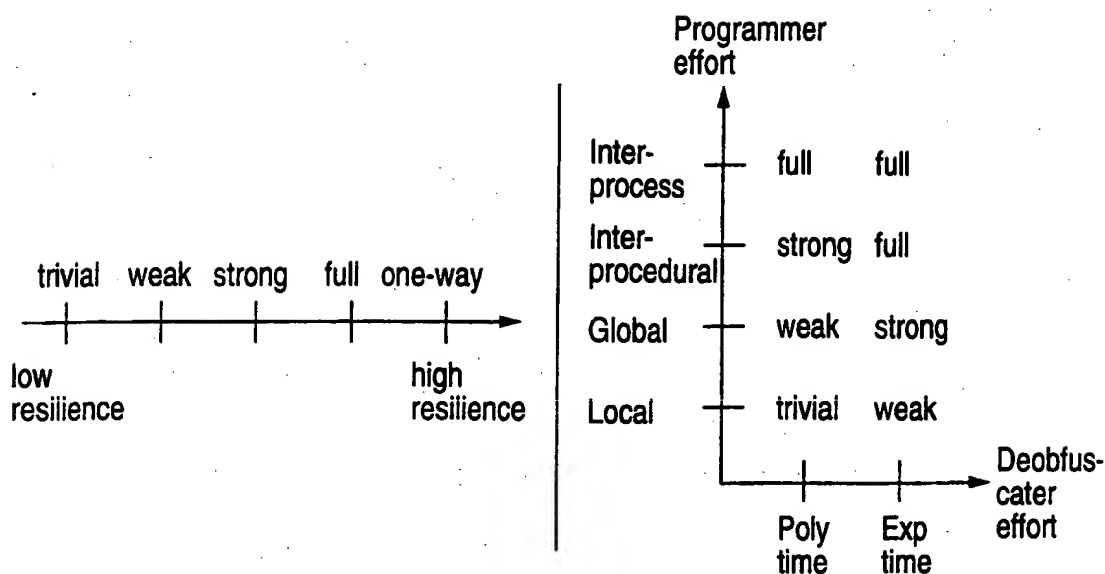 trivial weak strong full one-way
low
resilience
high
resilience
Programmer
effort
Inter-
process
full full
Inter-
procedural
strong full
Global
weak strong
Local
trivial weak
Poly
time
Exp
time
Deobfus-
cater
effort